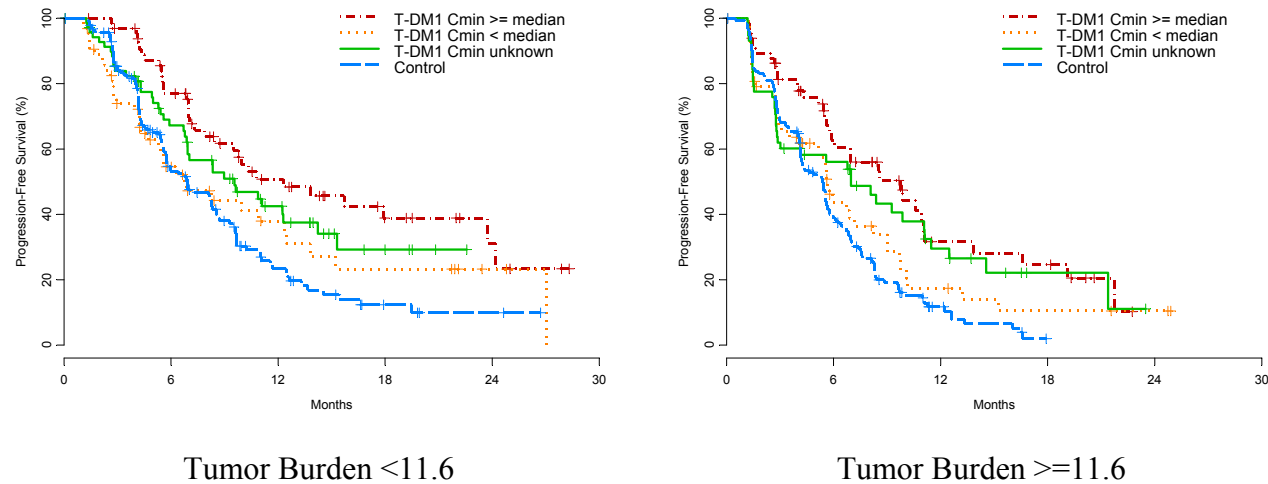 T-DM1 Cmin >= median
T-DM1 Cmin < median
T-DM1 Cmin unknown
Control
Progression-Free Survival (%)
100
80
60
40
20
0
0 6 12 18 24 30
Months
Tumor Burden <11.6
T-DM1 Cmin >= median
T-DM1 Cmin < median
T-DM1 Cmin unknown
Control
Progression-Free Survival (%)
100
80
60
40
20
0
0 6 12 18 24 30
Months
Tumor Burden >=11.6